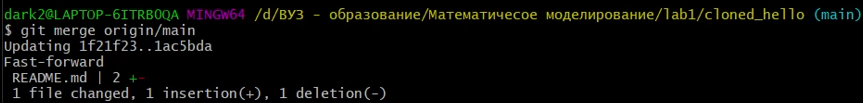 dark2@LAPTOP-6ITRBOQA MINGW64 /d/ВУЗ - образование/Математичесое моделирование/lab1/cloned_hello (main)
$ git merge origin/main
Updating 1f21f23..1ac5bda
Fast-forward
 README.md | 2 +-
 1 file changed, 1 insertion(+), 1 deletion(-)